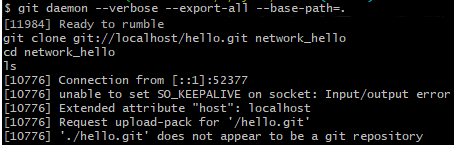 $ git daemon --verbose --export-all --base-path=.
[11984] Ready to rumble
git clone git://localhost/hello.git network_hello
cd network_hello
ls
[10776] Connection from [::1]:52377
[10776] unable to set SO_KEEPALIVE on socket: Input/output error
[10776] Extended attribute "host": localhost
[10776] Request upload-pack for '/hello.git'
[10776] './hello.git' does not appear to be a git repository